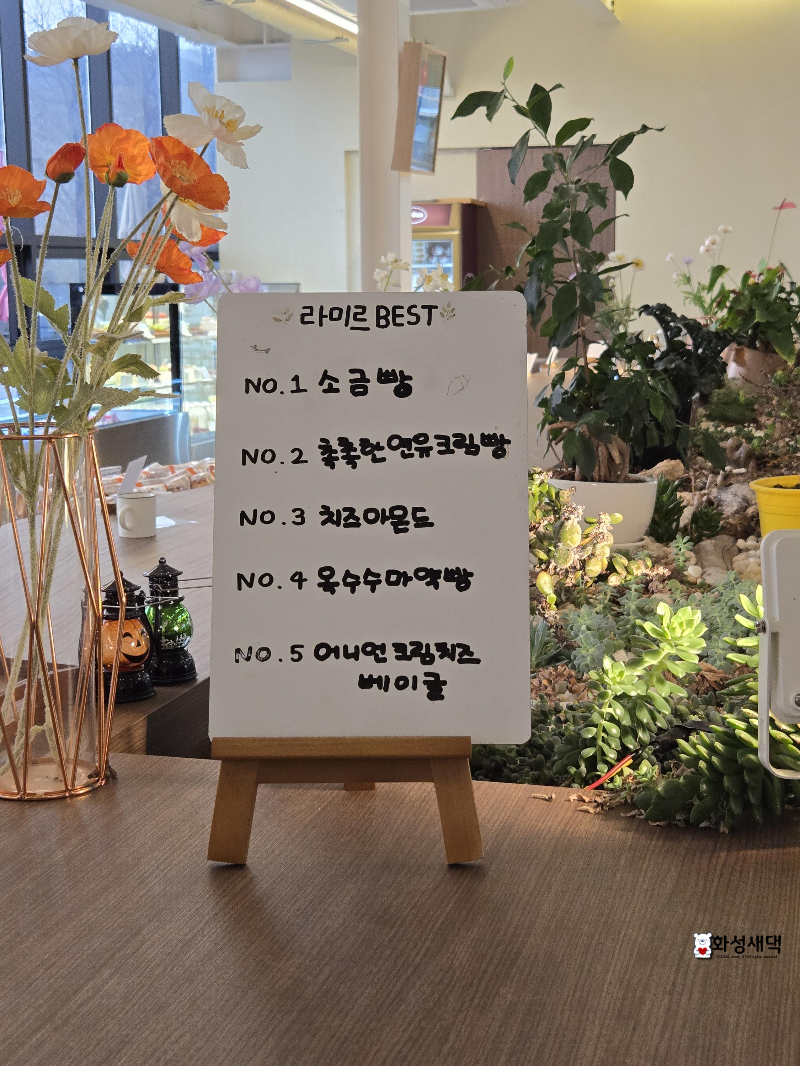 라미르 BEST
NO.1 소금빵
NO.2 촉촉한연유크림빵
NO.3 치즈아몬드
NO.4 옥수수마약빵
NO.5 어니언크림치즈
베이글
화성새댁